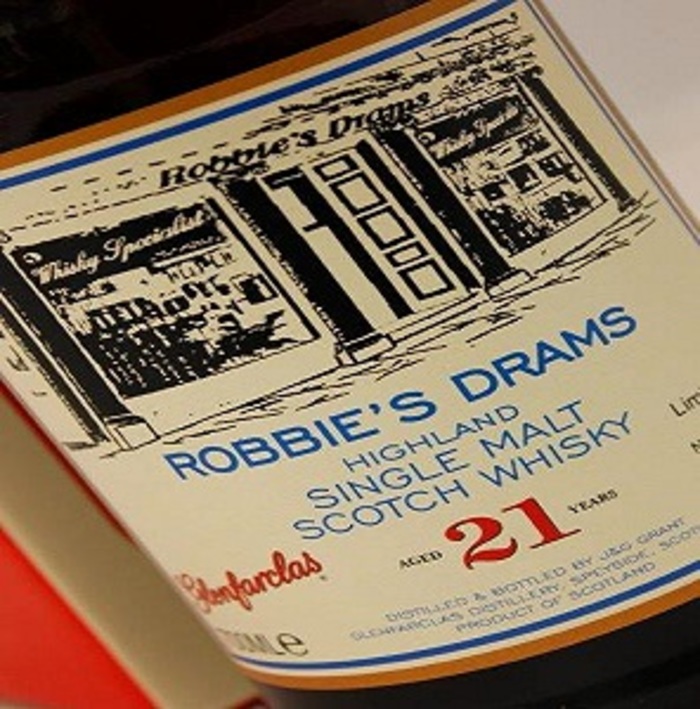 Robbie's Drams
Whisky Specialist
Whisky Specialist
ROBBIE'S DRAMS
HIGHLAND
SINGLE MALT
SCOTCH WHISKY
AGED 21 YEARS
Glenfarclas
700ML e
DISTILLED & BOTTLED BY J&G GRANT
GLENFARCLAS DISTILLERY, SPEYSIDE,
PRODUCT OF SCOTLAND